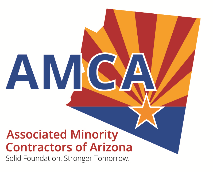 AMCA
Associated Minority
Contractors of Arizona
Solid Foundation. Stronger Tomorrow.